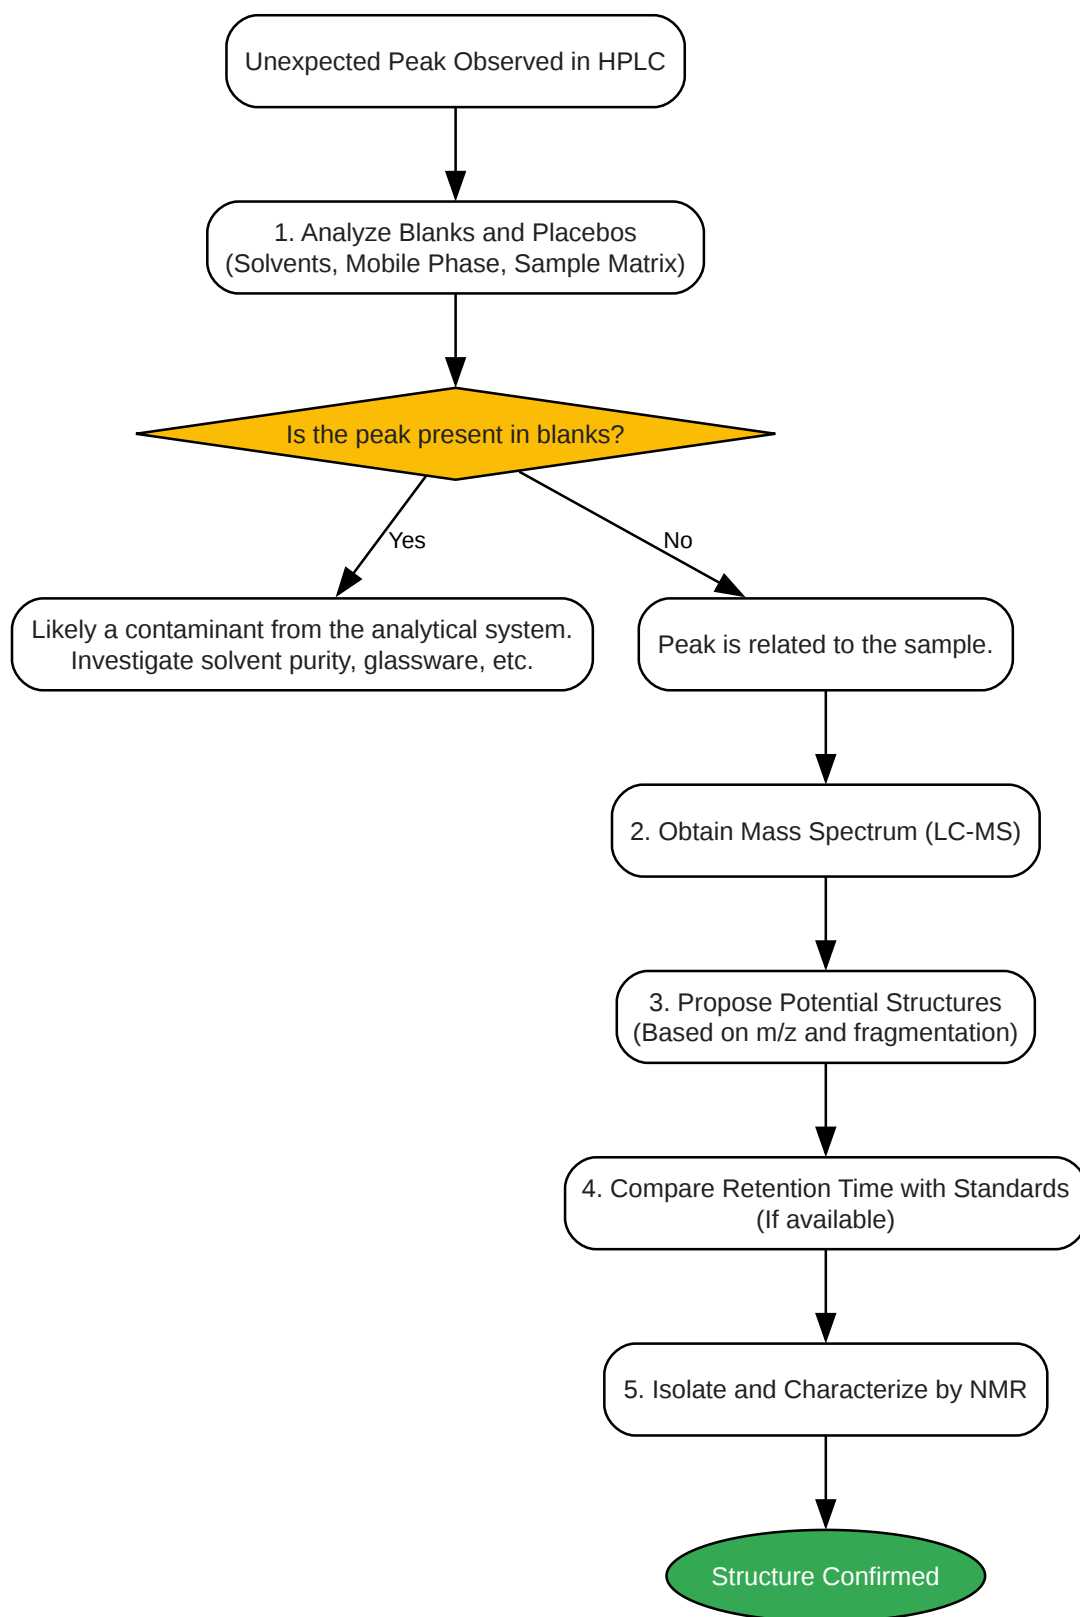 Unexpected Peak Observed in HPLC
1. Analyze Blanks and Placebos
(Solvents, Mobile Phase, Sample Matrix)
Is the peak present in blanks?
Yes
No
Likely a contaminant from the analytical system.
Investigate solvent purity, glassware, etc.
Peak is related to the sample.
2. Obtain Mass Spectrum (LC-MS)
3. Propose Potential Structures
(Based on m/z and fragmentation)
4. Compare Retention Time with Standards
(If available)
5. Isolate and Characterize by NMR
Structure Confirmed